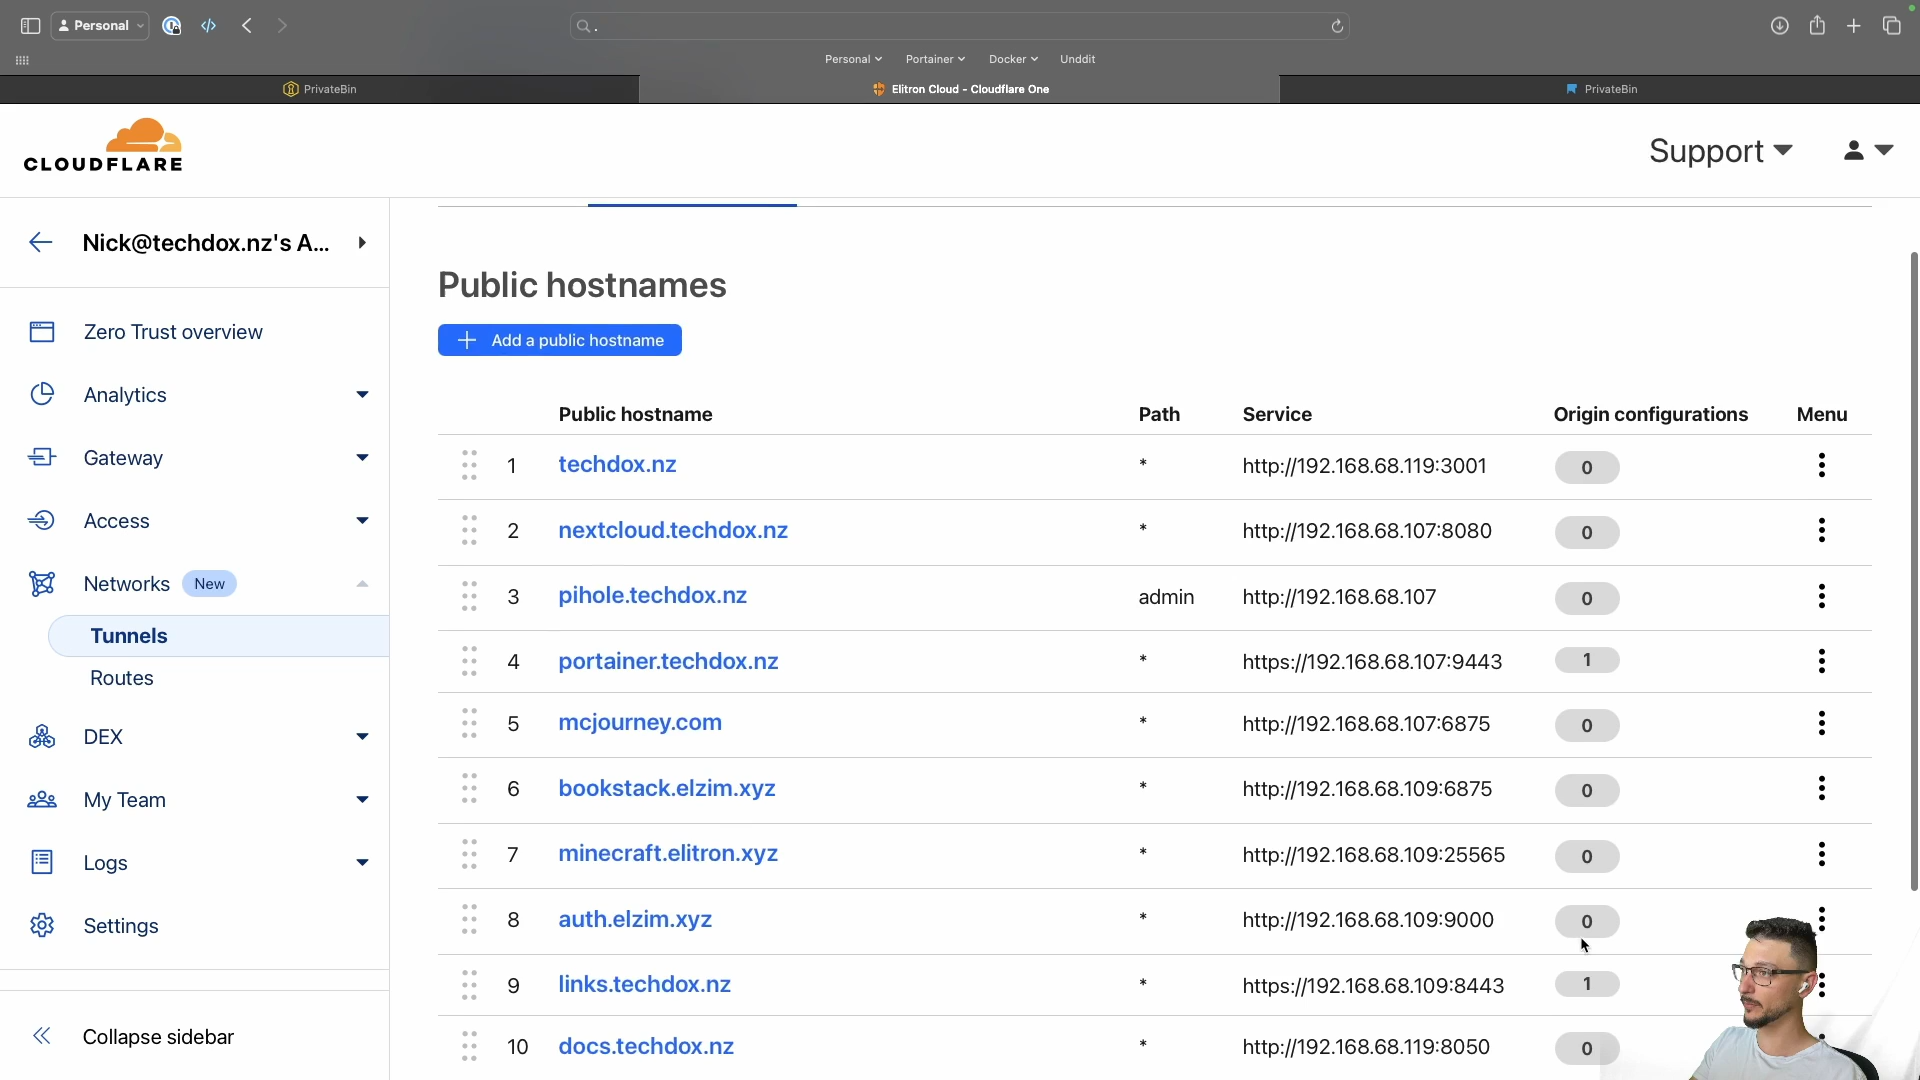 Personal
.
Personal
Portainer
Docker
Unddit
PrivateBin
Elitron Cloud - Cloudflare One
PrivateBin
CLOUDFLARE
Support
Nick@techdox.nz's A...
Zero Trust overview
Analytics
Gateway
Access
Networks New
Tunnels
Routes
DEX
My Team
Logs
Settings
Collapse sidebar
Public hostnames
Add a public hostname
Public hostname Path Service Origin configurations Menu
1 techdox.nz * http://192.168.68.119:3001 0
2 nextcloud.techdox.nz * http://192.168.68.107:8080 0
3 pihole.techdox.nz admin http://192.168.68.107 0
4 portainer.techdox.nz * https://192.168.68.107:9443 1
5 mcjourney.com * http://192.168.68.107:6875 0
6 bookstack.elzim.xyz * http://192.168.68.109:6875 0
7 minecraft.elitron.xyz * http://192.168.68.109:25565 0
8 auth.elzim.xyz * http://192.168.68.109:9000 0
9 links.techdox.nz * https://192.168.68.109:8443 1
10 docs.techdox.nz * http://192.168.68.119:8050 0